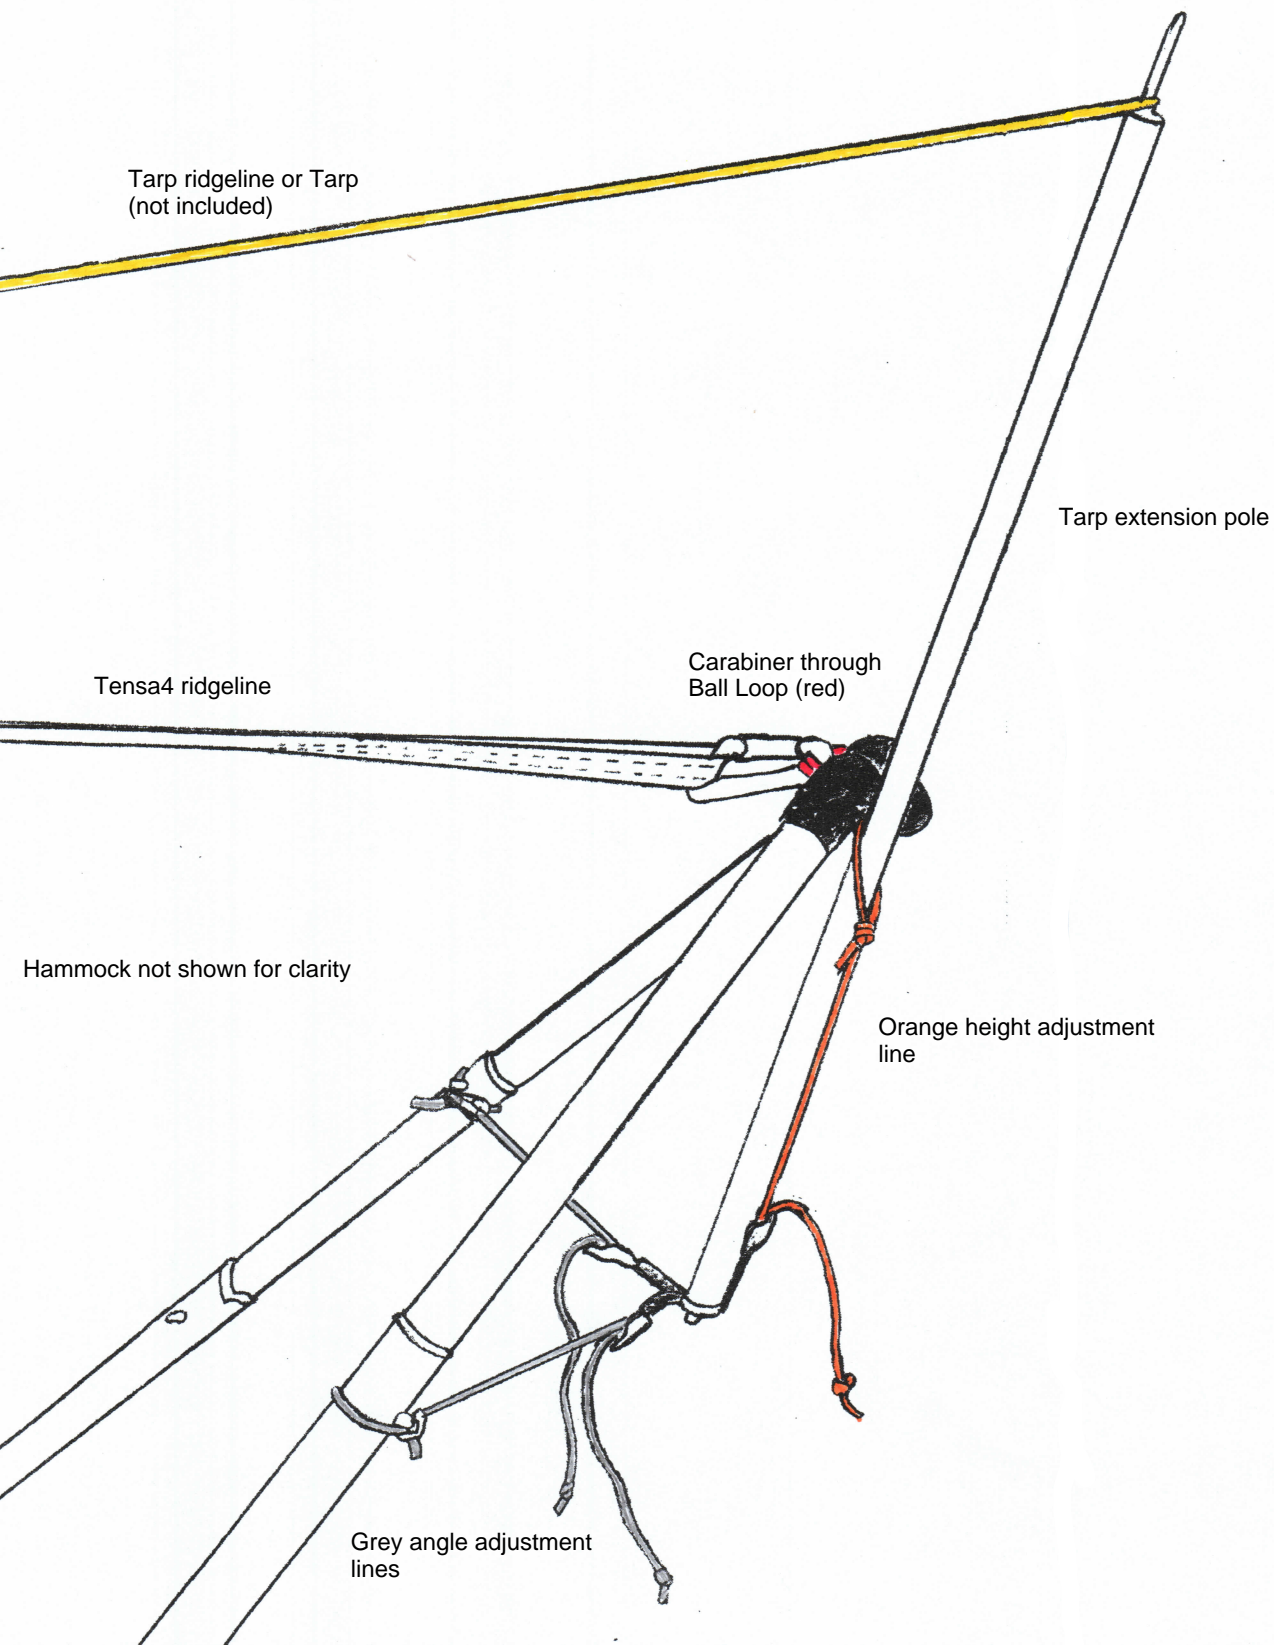 Tarp ridgeline or Tarp
(not included)
Tarp extension pole
Carabiner through
Ball Loop (red)
Tensa4 ridgeline
Hammock not shown for clarity
Orange height adjustment
line
Grey angle adjustment
lines